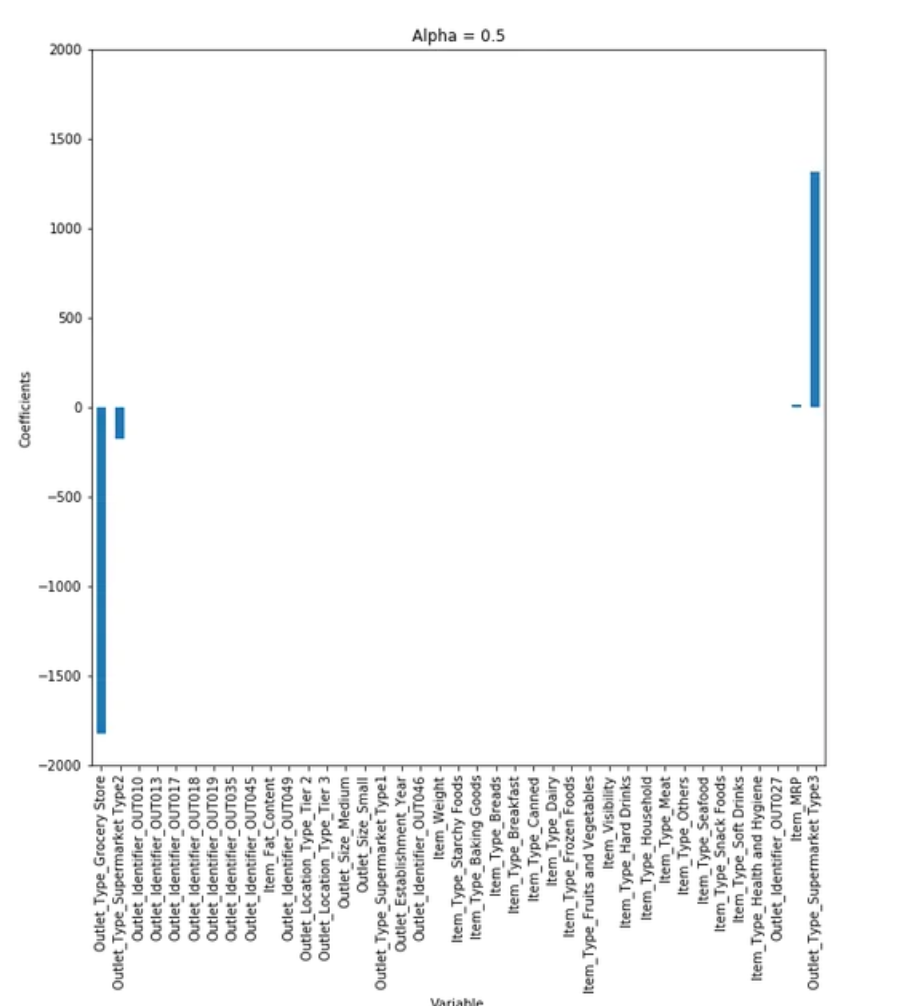 Alpha = 0.5
2000
1500
1000
500
0
−500
−1000
−1500
−2000
Coefficients
Outlet_Type_Grocery Store
Outlet_Type_Supermarket Type2
Outlet_Identifier_OUT010
Outlet_Identifier_OUT013
Outlet_Identifier_OUT017
Outlet_Identifier_OUT018
Outlet_Identifier_OUT019
Outlet_Identifier_OUT035
Outlet_Identifier_OUT045
Item_Fat_Content
Outlet_Identifier_OUT049
Outlet_Location_Type_Tier 2
Outlet_Location_Type_Tier 3
Outlet_Size_Medium
Outlet_Size_Small
Outlet_Type_Supermarket Type1
Outlet_Establishment_Year
Outlet_Identifier_OUT046
Item_Weight
Item_Type_Starchy Foods
Item_Type_Baking Goods
Item_Type_Breads
Item_Type_Breakfast
Item_Type_Canned
Item_Type_Dairy
Item_Type_Frozen Foods
Item_Type_Fruits and Vegetables
Item_Visibility
Item_Type_Hard Drinks
Item_Type_Household
Item_Type_Meat
Item_Type_Others
Item_Type_Seafood
Item_Type_Snack Foods
Item_Type_Soft Drinks
Item_Type_Health and Hygiene
Outlet_Identifier_OUT027
Item_MRP
Outlet_Type_Supermarket Type3
Variable